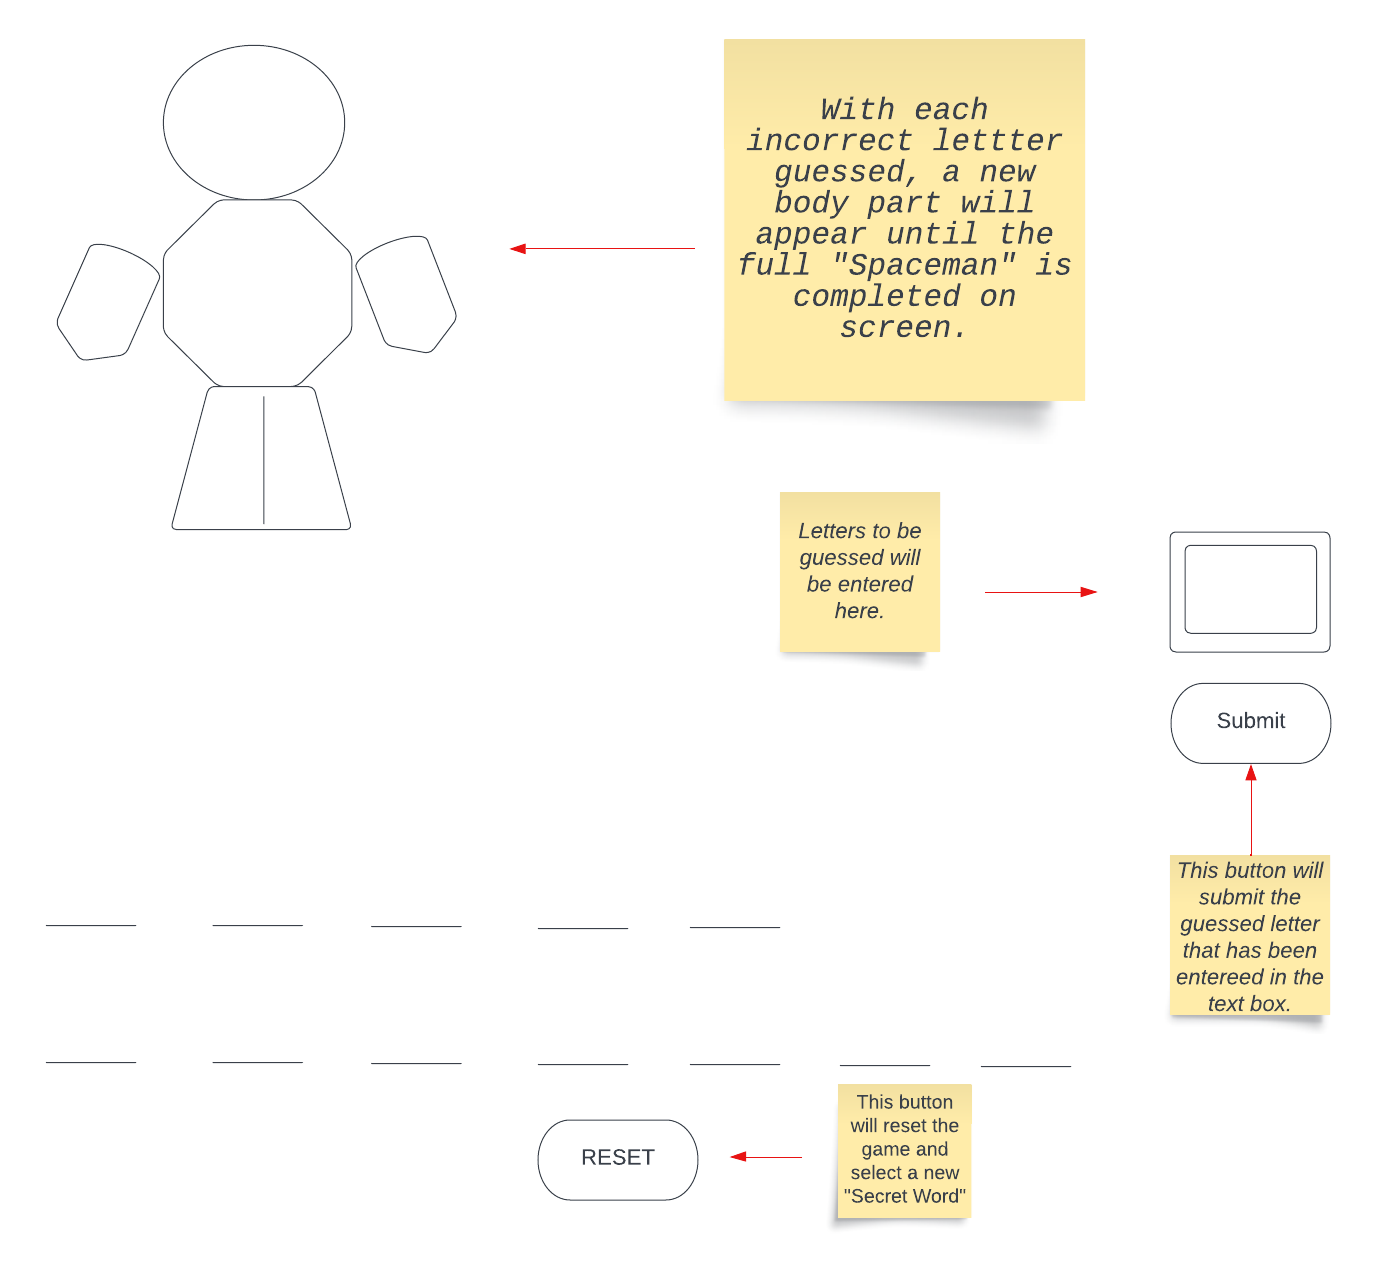 With each
incorrect lettter
guessed, a new
body part will
appear until the
full "Spaceman" is
completed on
screen.
Letters to be
guessed will
be entered
here.
Submit
This button will
submit the
guessed letter
that has been
entereed in the
text box.
This button
will reset the
game and
select a new
"Secret Word"
RESET